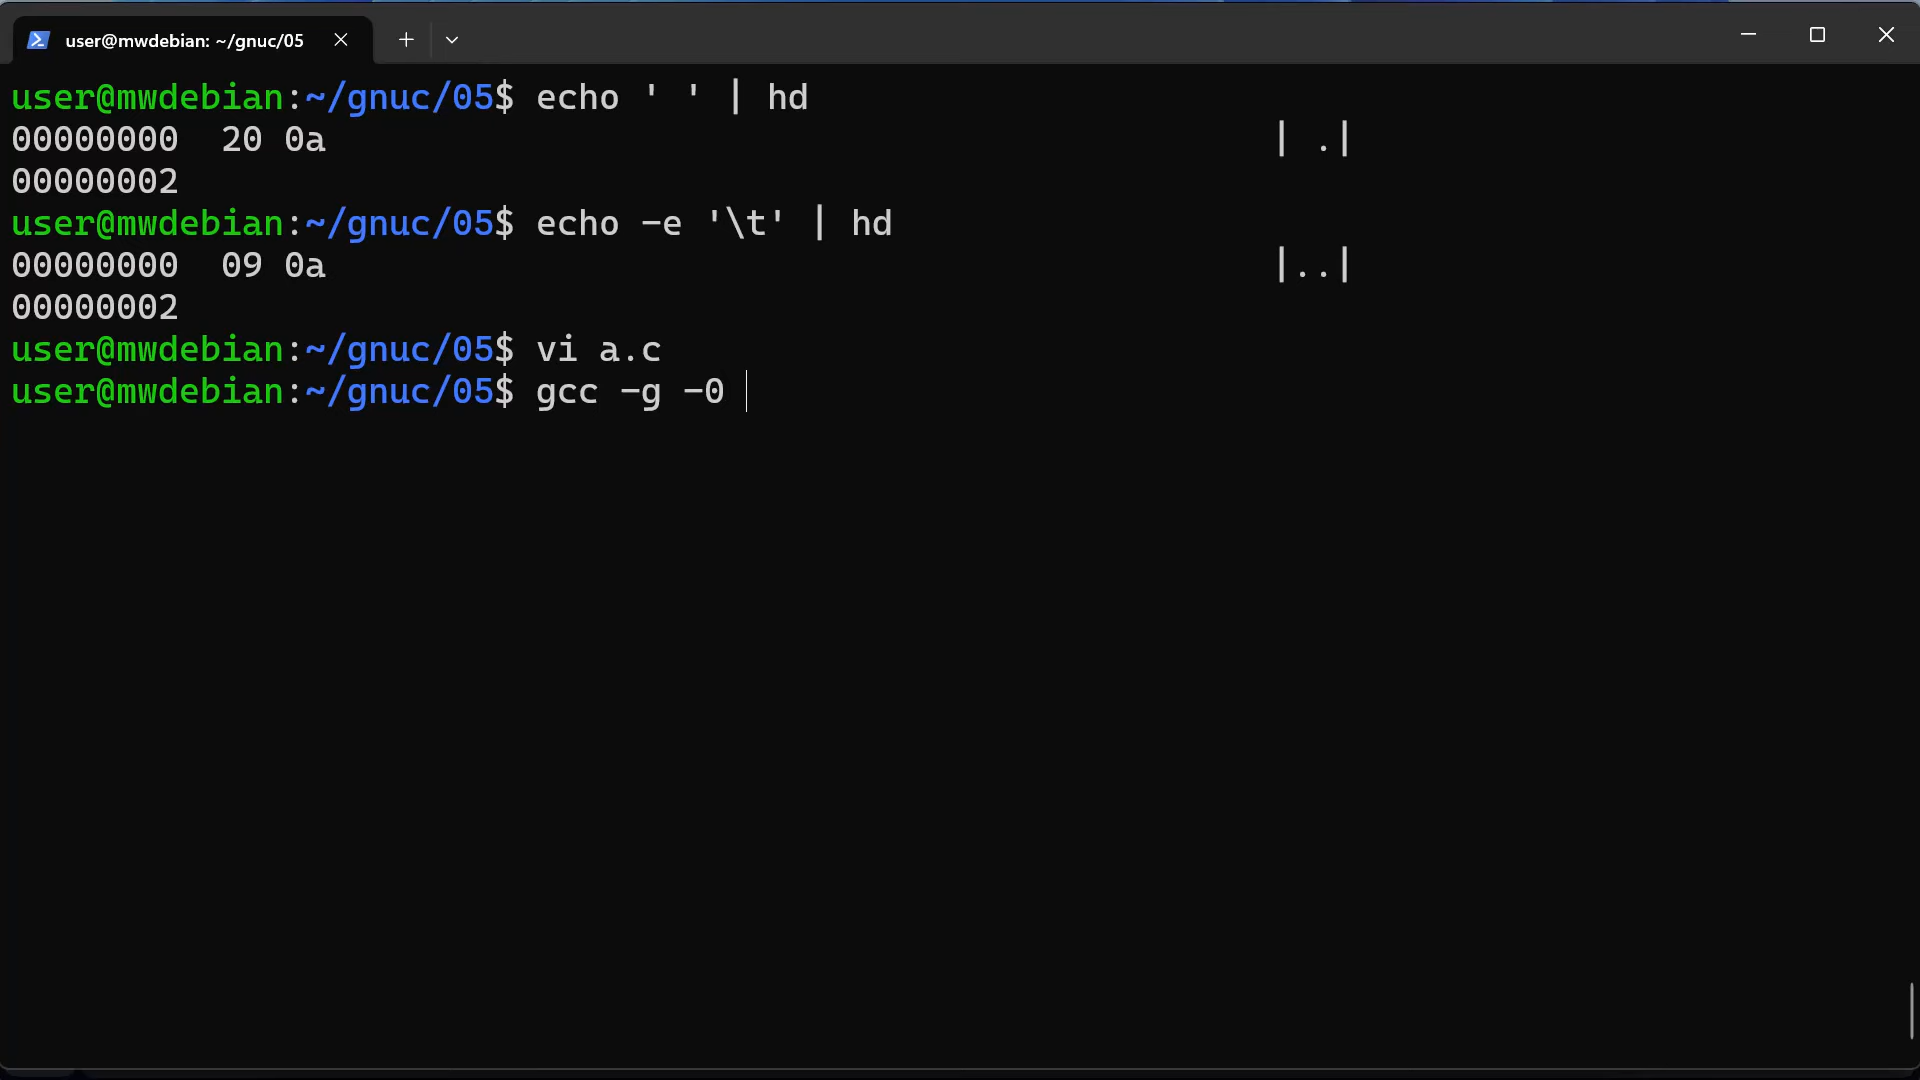 user@mwdebian: ~/gnuc/05
user@mwdebian:~/gnuc/05$ echo ' ' | hd
00000000  20 0a                                             | .|
00000002
user@mwdebian:~/gnuc/05$ echo -e '\t' | hd
00000000  09 0a                                             |..|
00000002
user@mwdebian:~/gnuc/05$ vi a.c
user@mwdebian:~/gnuc/05$ gcc -g -0